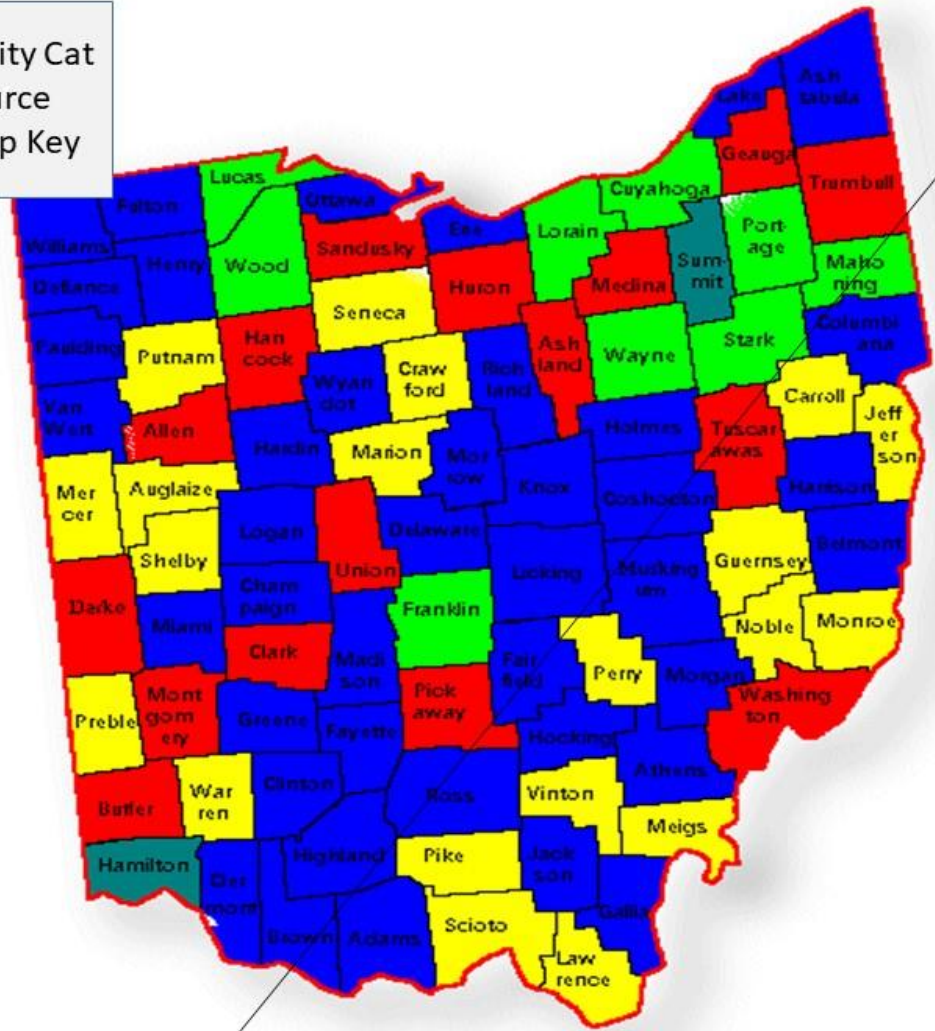 ity Cat
urce
p Key
Ash
tabula
Lake
Geauga
Trumbull
Lucas
Cuyahoga
Fulton
Ottawa
Erie
Lorain
Port-
age
Williams
Henry
Wood
Sandusky
Huron
Medina
Sum-
mit
Maho
ning
Defiance
Seneca
Columbi
ana
Paulding
Putnam
Han
cock
Wyan
dot
Craw
ford
Rich
land
Ash
land
Wayne
Stark
Carroll
Van
Wert
Allen
Hardin
Marion
Mor
row
Holmes
Tuscar
awas
Jeff
er
son
Mer
cer
Auglaize
Logan
Knox
Coshocton
Harrison
Shelby
Union
Delaware
Guernsey
Belmont
Darke
Miami
Cham
paign
Franklin
Licking
Musking
um
Noble
Monroe
Clark
Madi
son
Fair
field
Perry
Morgan
Preble
Mont
gom
ery
Greene
Fayette
Pick
away
Hocking
Washing
ton
Butler
War
ren
Clinton
Ross
Vinton
Athens
Meigs
Hamilton
Cler
mont
Highland
Pike
Jack
son
Gallia
Brown
Adams
Scioto
Law
rence